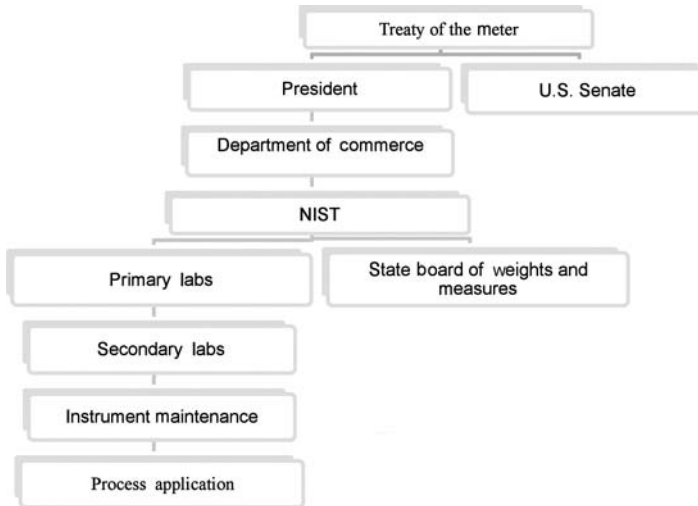 Treaty of the meter
President
U.S. Senate
Department of commerce
NIST
Primary labs
State board of weights and
measures
Secondary labs
Instrument maintenance
Process application